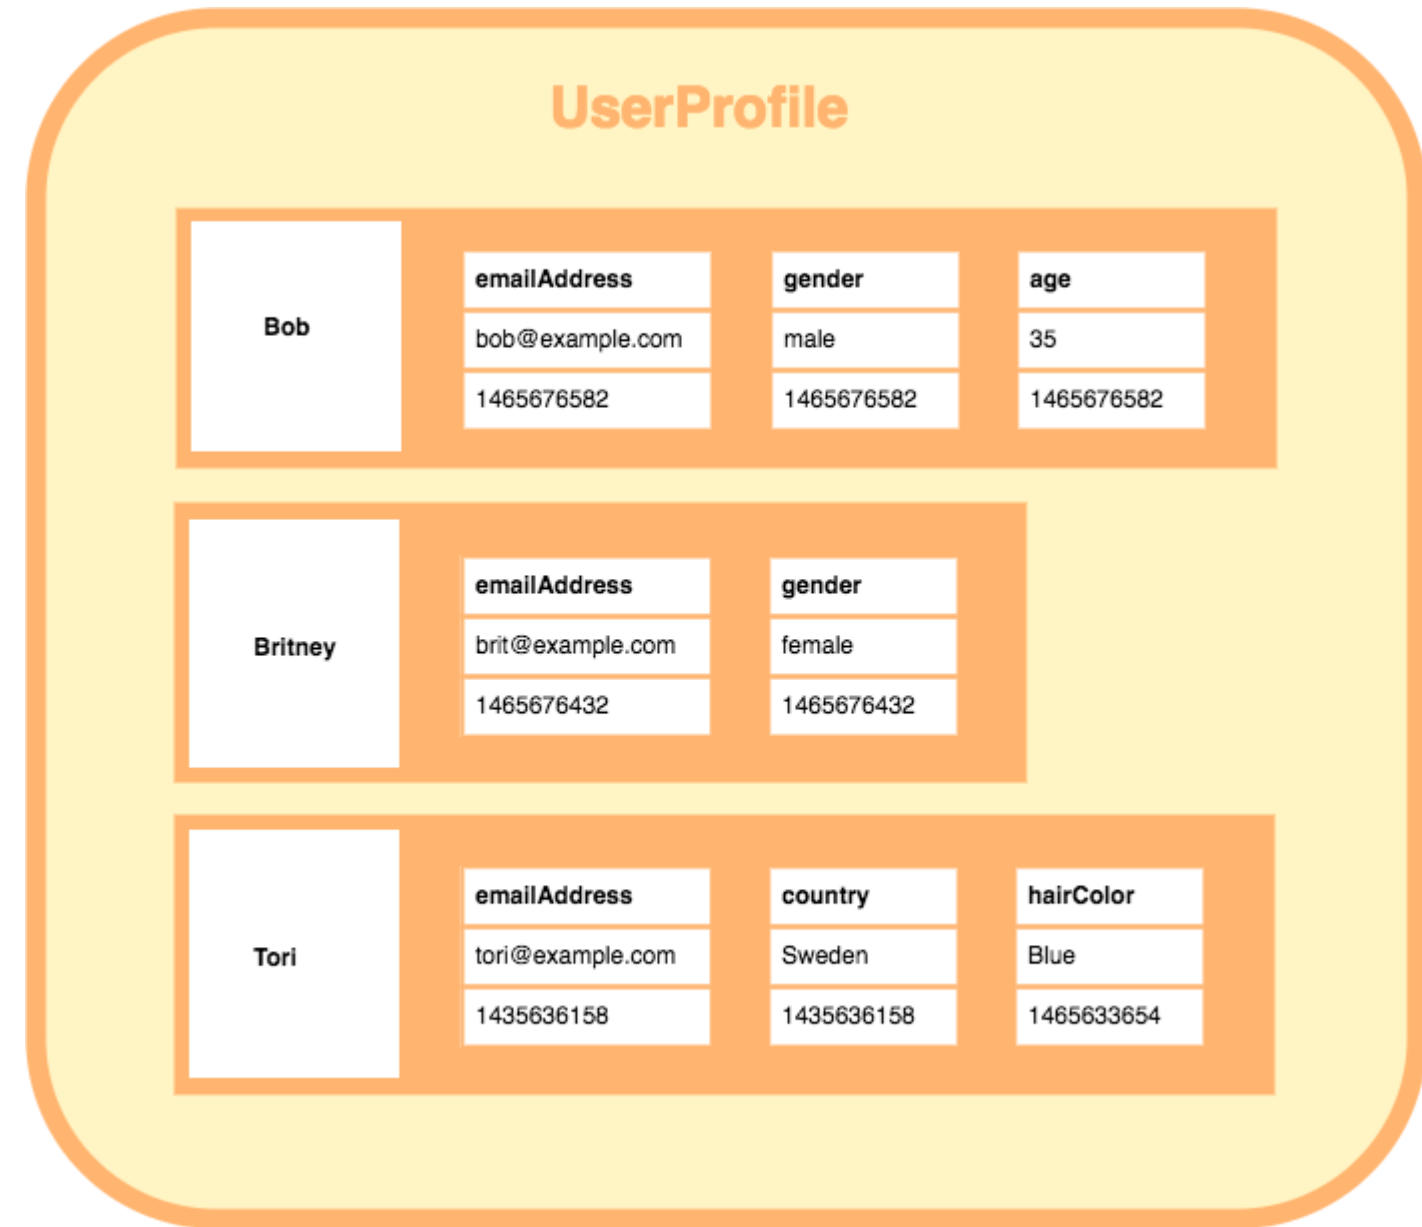 UserProfile
Bob
emailAddress
gender
age
bob@example.com
male
35
1465676582
1465676582
1465676582
Britney
emailAddress
gender
brit@example.com
female
1465676432
1465676432
Tori
emailAddress
country
hairColor
tori@example.com
Sweden
Blue
1435636158
1435636158
1465633654